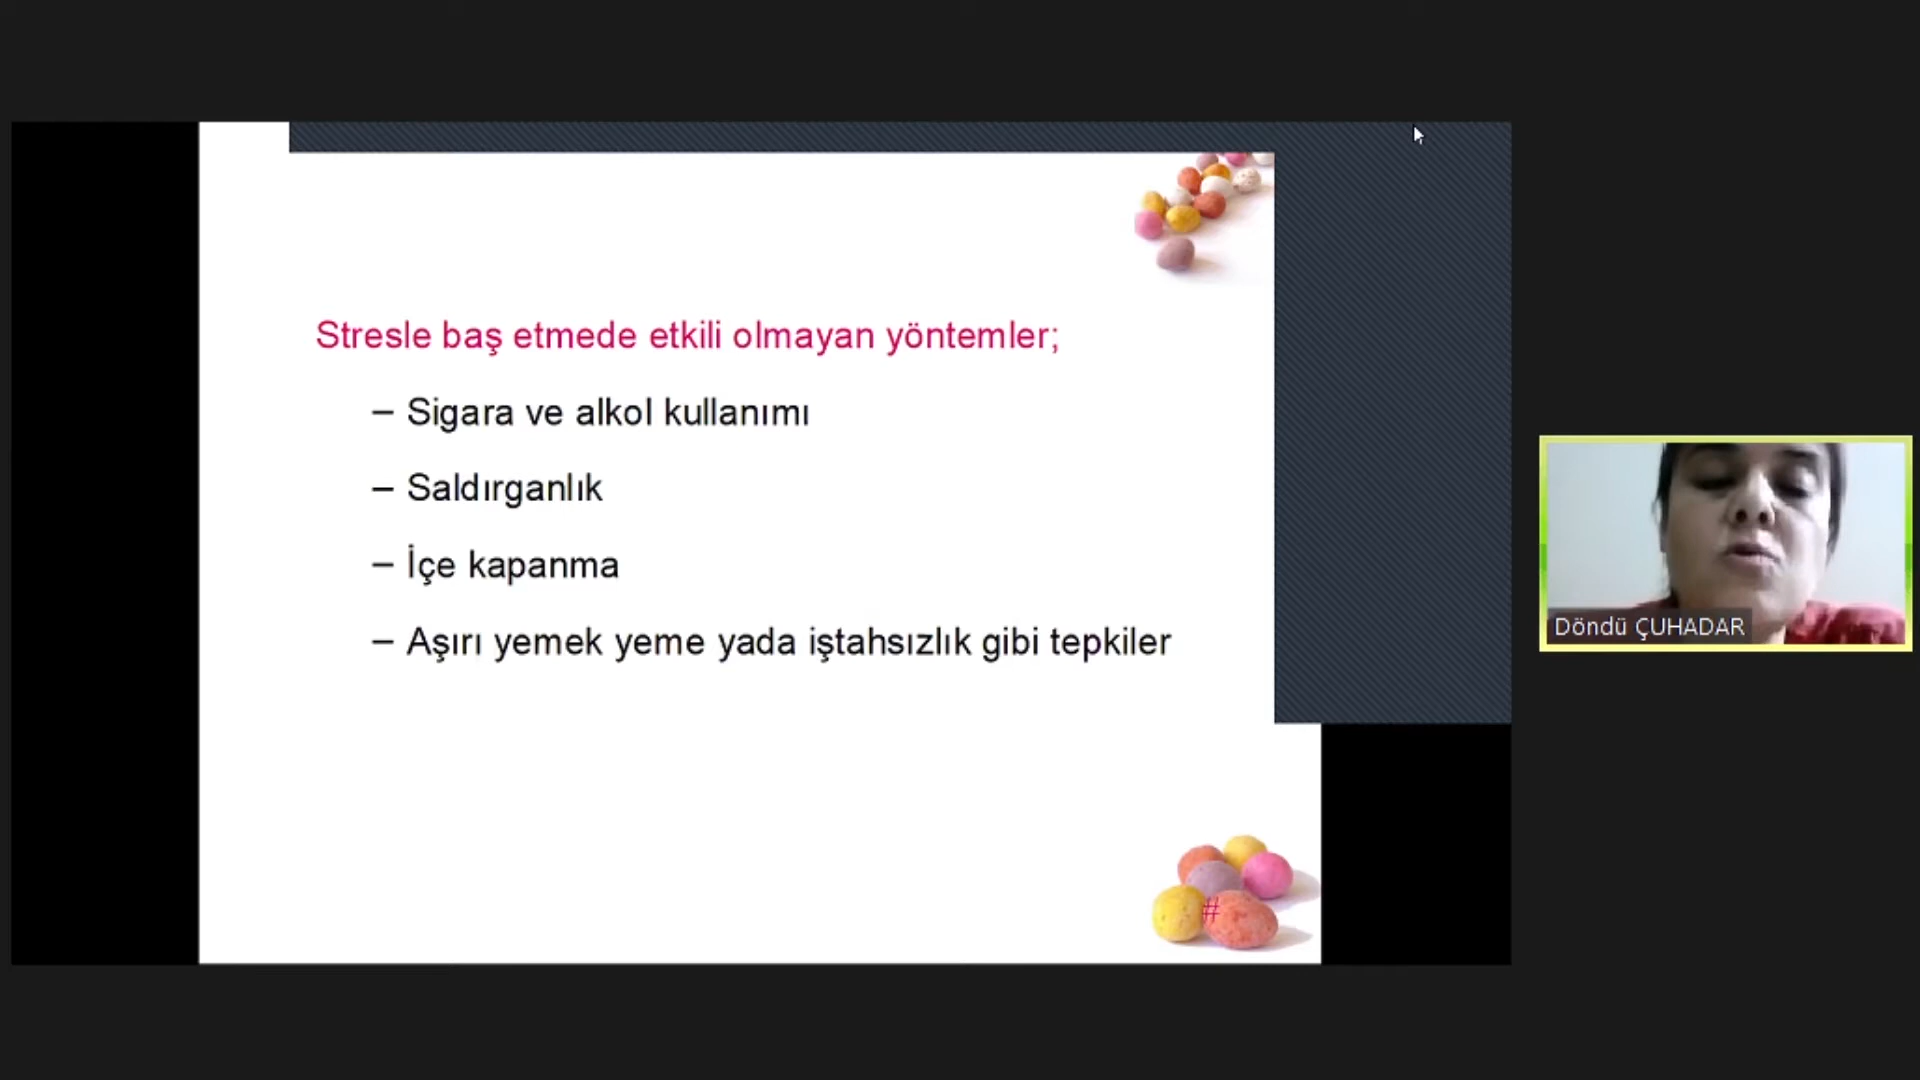 Stresle baş etmede etkili olmayan yöntemler;
– Sigara ve alkol kullanımı
– Saldırganlık
– İçe kapanma
– Aşırı yemek yeme yada iştahsızlık gibi tepkiler
Döndü ÇUHADAR
#